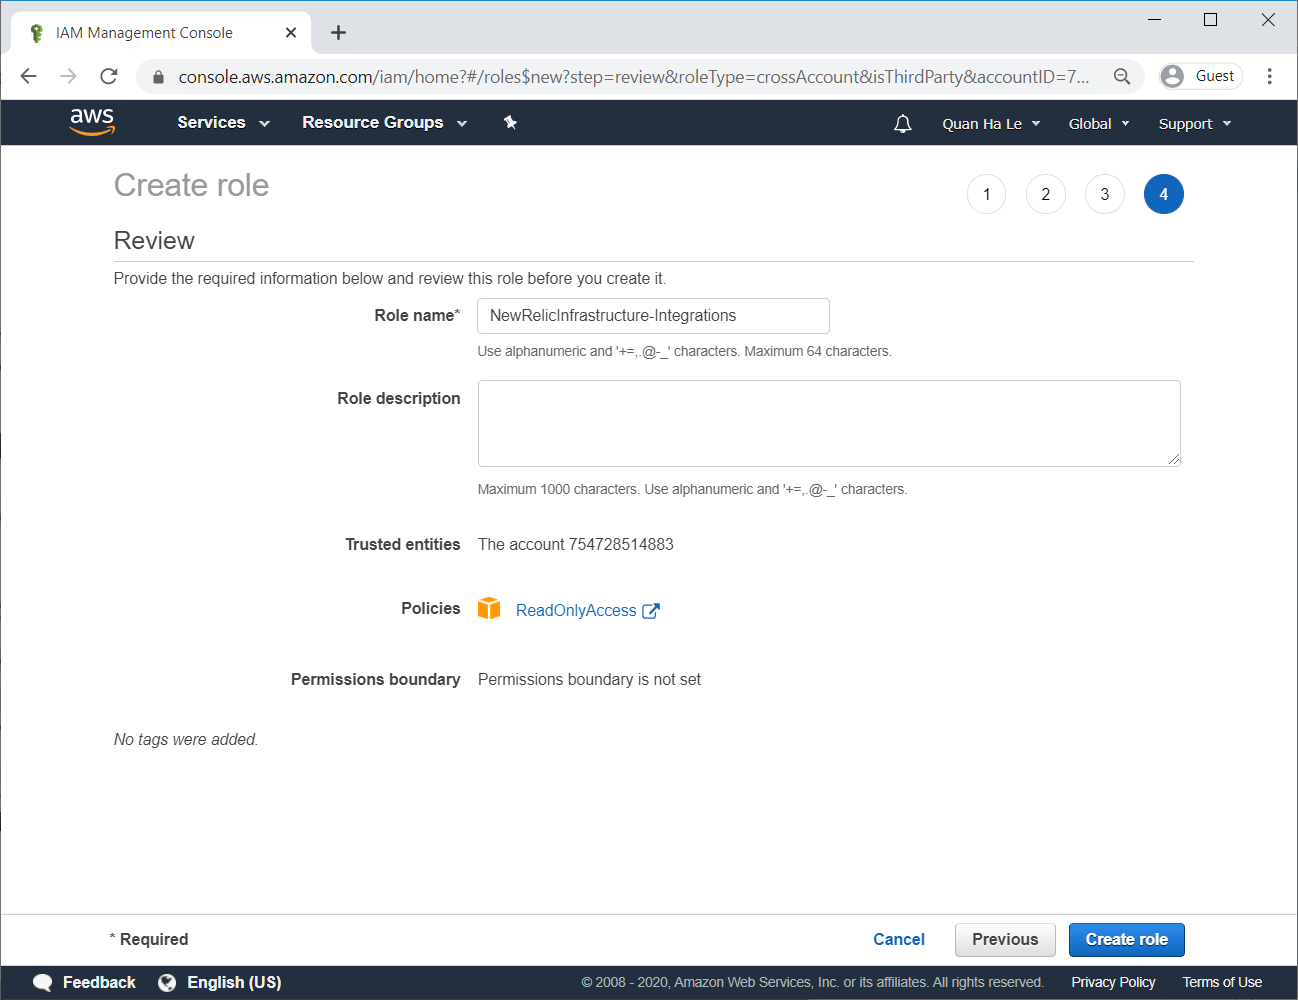 IAM Management Console
console.aws.amazon.com/iam/home?#/roles$new?step=review&roleType=crossAccount&isThirdParty&accountID=7...
Guest
aws
Services
Resource Groups
Quan Ha Le
Global
Support
Create role
1
2
3
4
Review
Provide the required information below and review this role before you create it.
Role name*
NewRelicInfrastructure-Integrations
Use alphanumeric and '+=,.@-_' characters. Maximum 64 characters.
Role description
Maximum 1000 characters. Use alphanumeric and '+=,.@-_' characters.
Trusted entities
The account 754728514883
Policies
ReadOnlyAccess
Permissions boundary
Permissions boundary is not set
No tags were added.
* Required
Cancel
Previous
Create role
Feedback
English (US)
© 2008 - 2020, Amazon Web Services, Inc. or its affiliates. All rights reserved.
Privacy Policy
Terms of Use